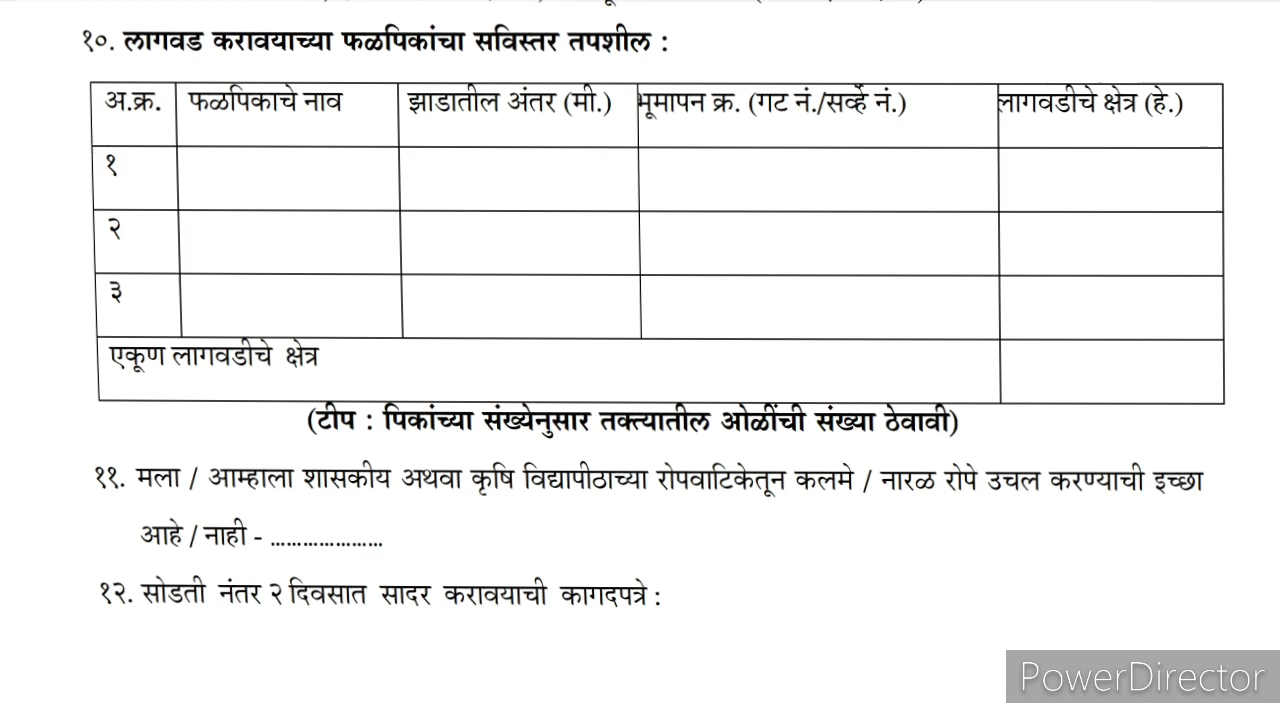 १०. लागवड करावयाच्या फळपिकांचा सविस्तर तपशील :
अ.क्र. फळपिकाचे नाव झाडातील अंतर (मी.) भूमापन क्र. (गट नं./सर्व्हे नं.) लागवडीचे क्षेत्र (हे.)
१
२
३
एकूण लागवडीचे क्षेत्र
(टीप : पिकांच्या संख्येनुसार तक्त्यातील ओळींची संख्या ठेवावी)
११. मला / आम्हाला शासकीय अथवा कृषि विद्यापीठाच्या रोपवाटिकेतून कलमे / नारळ रोपे उचल करण्याची इच्छा
आहे / नाही - .....................
१२. सोडती नंतर २ दिवसात सादर करावयाची कागदपत्रे :
PowerDirector